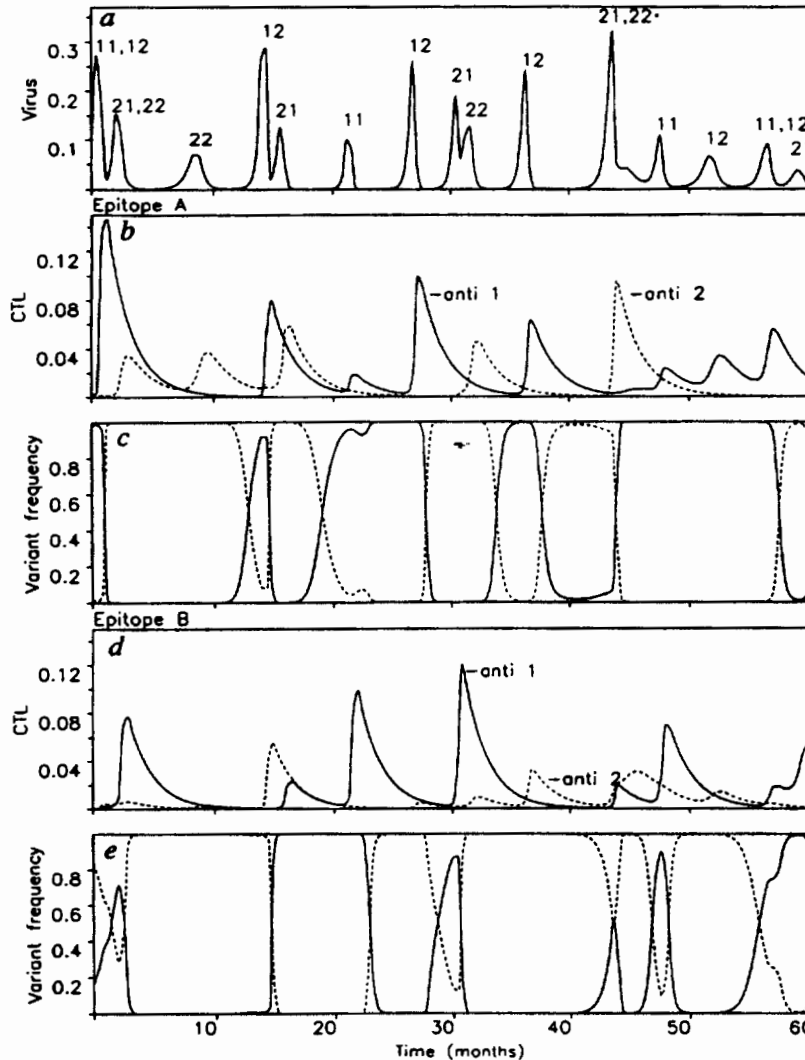 a
Virus
0.3
0.2
0.1
11,12
21,22
22
12
21
11
12
21
22
12
21,22
11
12
11,12
2
Epitope A
b
CTL
0.12
0.08
0.04
anti 1
anti 2
c
Variant frequency
0.8
0.6
0.4
0.2
Epitope B
d
CTL
0.12
0.08
0.04
anti 1
anti 2
e
Variant frequency
0.8
0.6
0.4
0.2
10
20
30
40
50
60
Time (months)